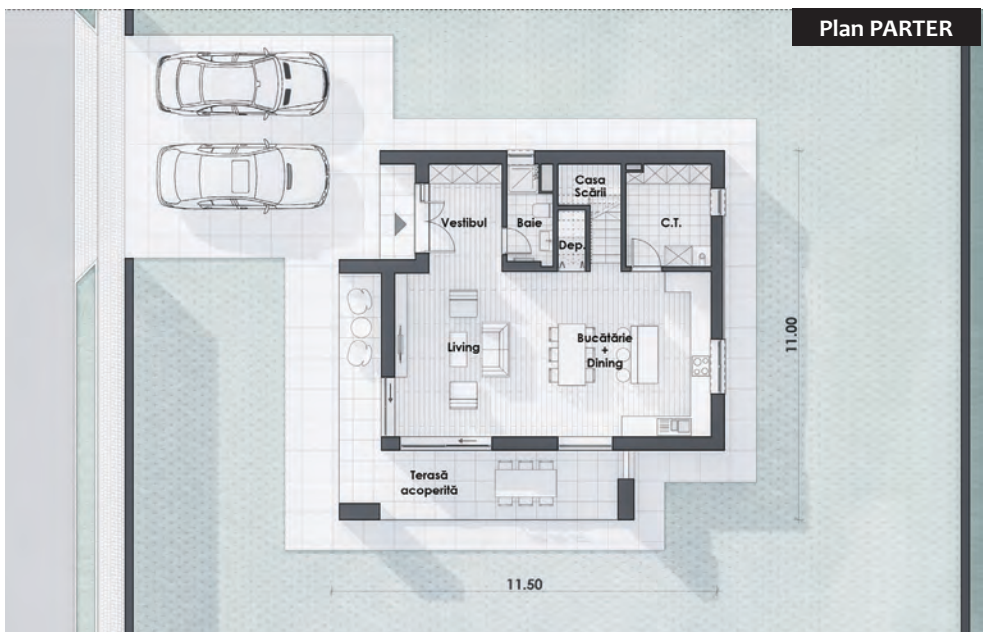 Plan PARTER
Casa
Scării
Vestibul
Baie
C.T.
Dep.
11.00
Living
Bucătărie
+
Dining
Terasă
acoperită
11.50